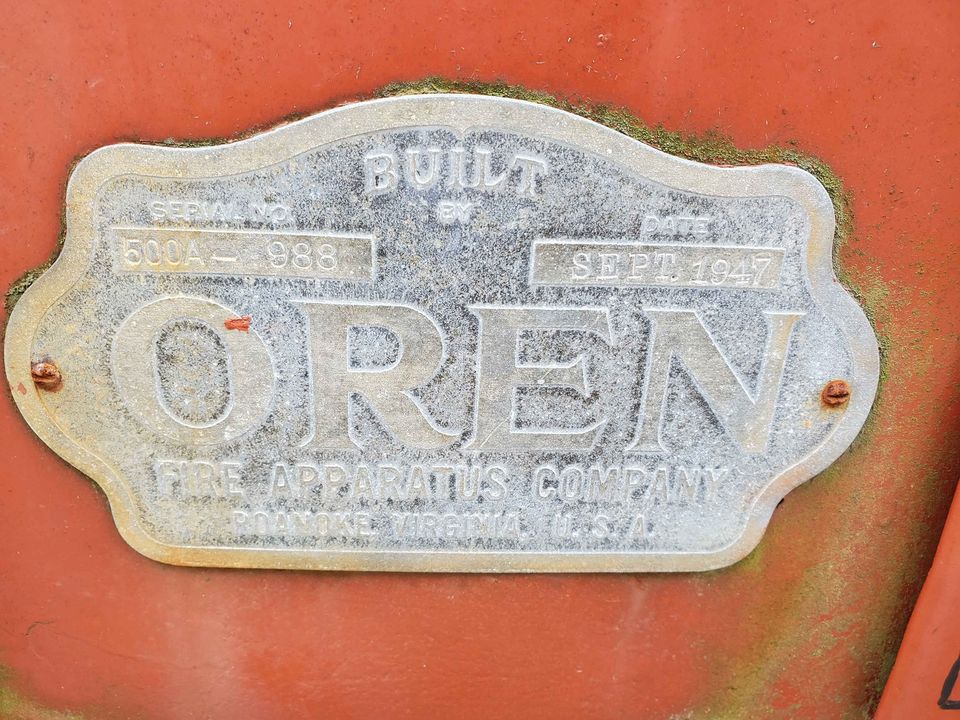 BUILT
BY
SERIAL NO.
DATE
500A - 988
SEPT. 1947
OREN
FIRE APPARATUS COMPANY
ROANOKE, VIRGINIA, U.S.A.